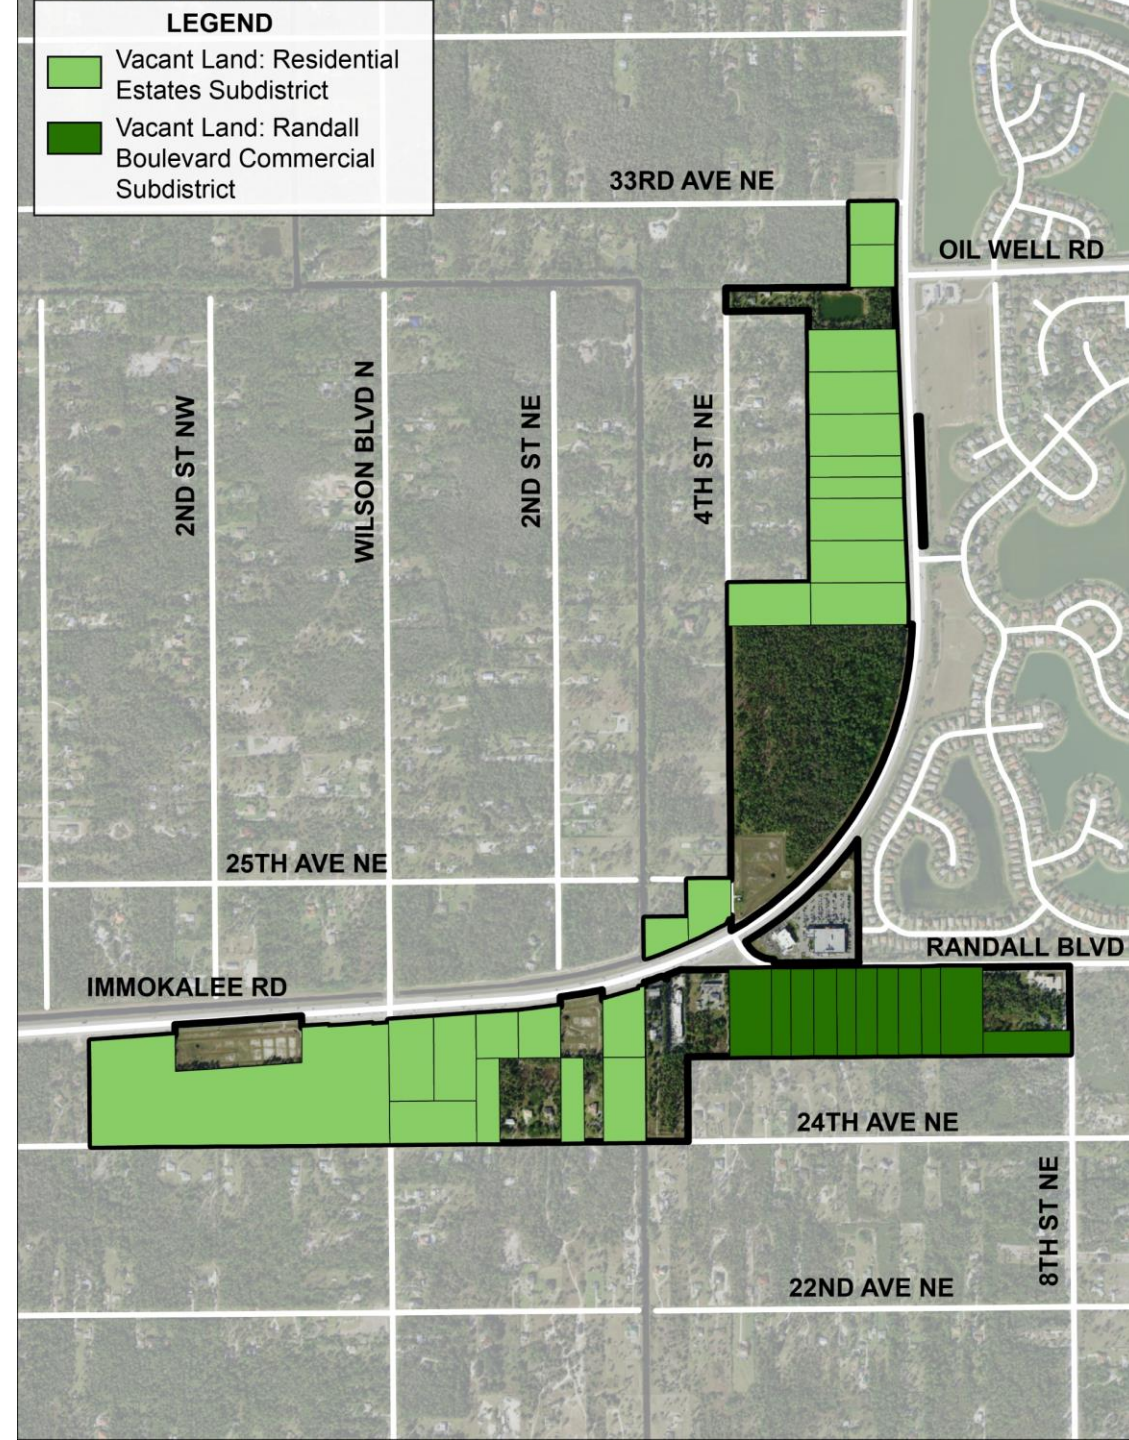 LEGEND
Vacant Land: Residential
Estates Subdistrict
Vacant Land: Randall
Boulevard Commercial
Subdistrict
33RD AVE NE
OIL WELL RD
2ND ST NW
WILSON BLVD N
2ND ST NE
4TH ST NE
25TH AVE NE
RANDALL BLVD
IMMOKALEE RD
24TH AVE NE
8TH ST NE
22ND AVE NE